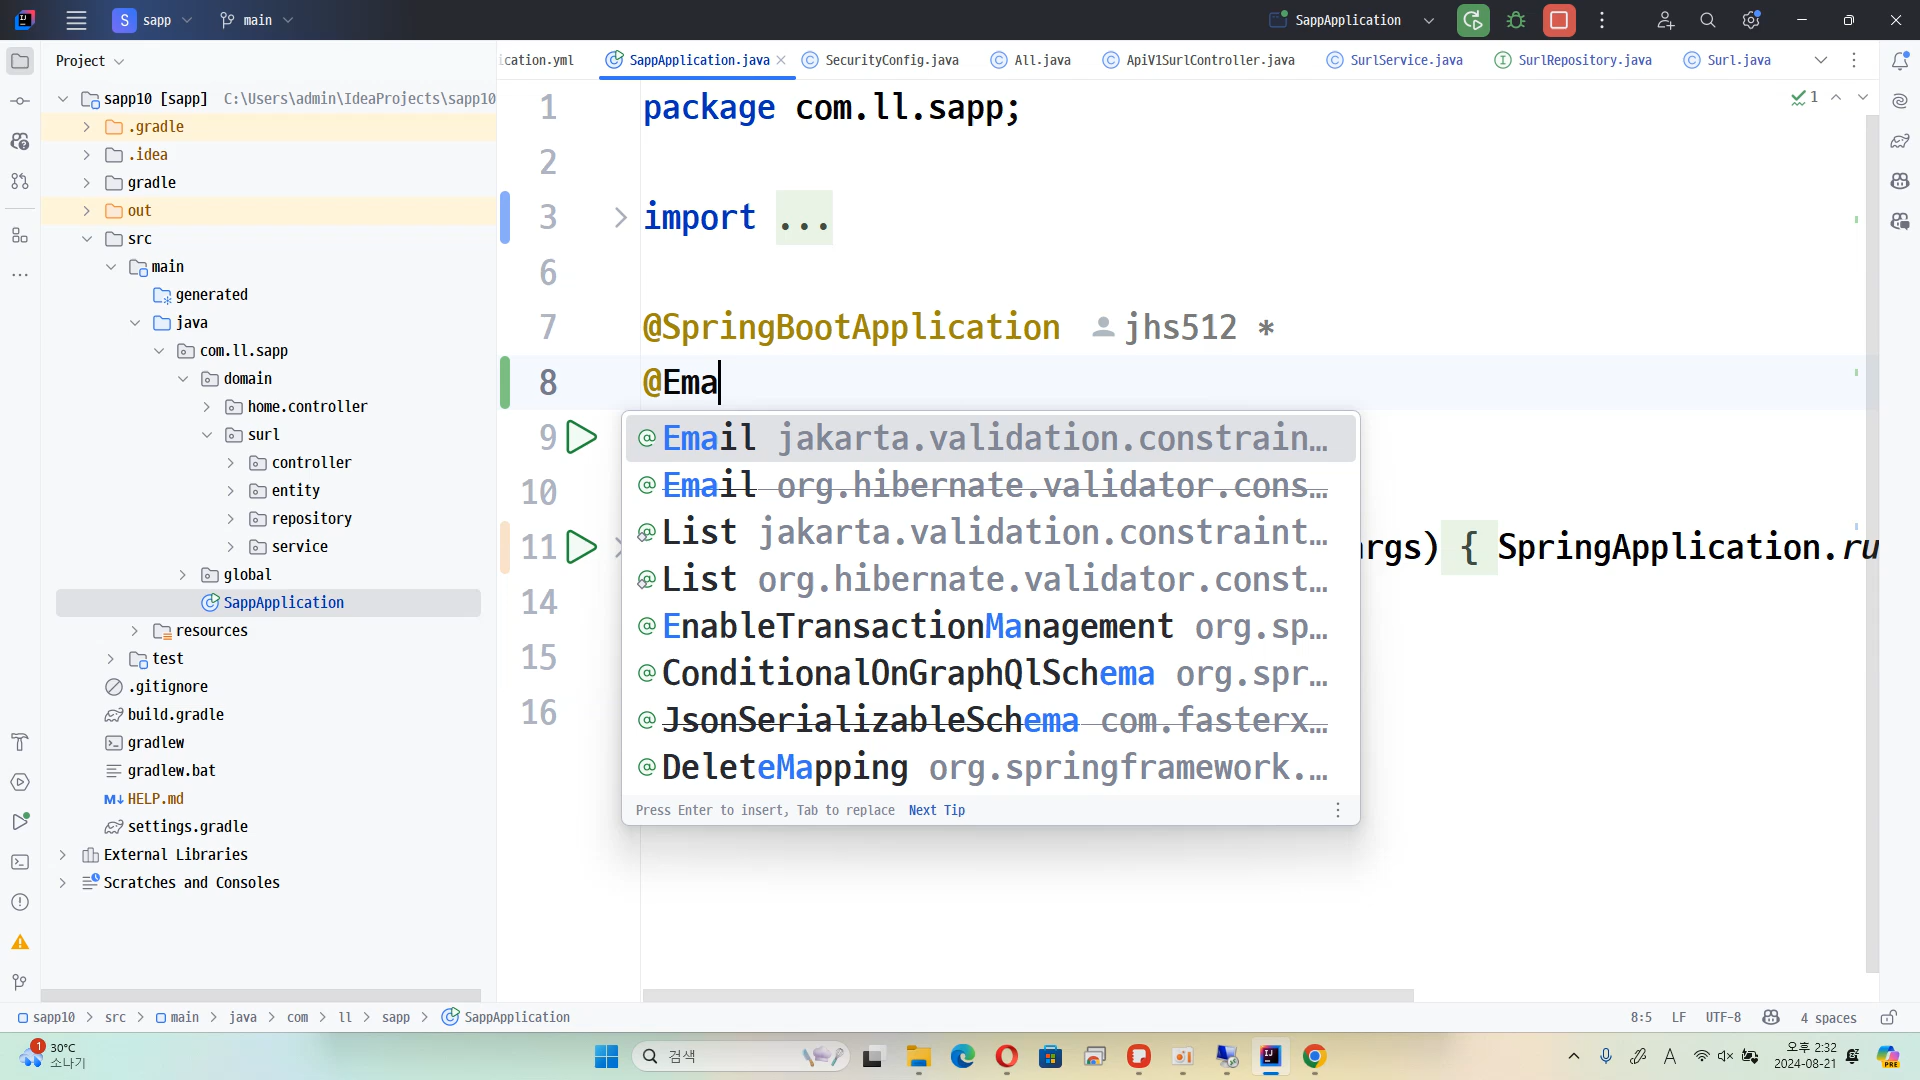 S sapp main SappApplication
Project
ication.yml SappApplication.java SecurityConfig.java All.java ApiV1SurlController.java SurlService.java SurlRepository.java Surl.java
sapp10 [sapp] C:\Users\admin\IdeaProjects\sapp10
.gradle
.idea
gradle
out
src
main
generated
java
com.ll.sapp
domain
home.controller
surl
controller
entity
repository
service
global
SappApplication
resources
test
.gitignore
build.gradle
gradlew
gradlew.bat
M↓ HELP.md
settings.gradle
External Libraries
Scratches and Consoles
1 package com.ll.sapp;
1
2
3 import ...
6
7 @SpringBootApplication jhs512 *
8 @Ema
9
10
11 args) { SpringApplication.ru
14
15
16
Email jakarta.validation.constrain…
Email org.hibernate.validator.cons…
List jakarta.validation.constraint…
List org.hibernate.validator.const…
EnableTransactionManagement org.sp…
ConditionalOnGraphQlSchema org.spr…
JsonSerializableSchema com.fasterx…
DeleteMapping org.springframework.…
Press Enter to insert, Tab to replace Next Tip
sapp10 > src > main > java > com > ll > sapp > SappApplication
8:5 LF UTF-8 4 spaces
1 30°C
소나기
검색
A 오후 2:32
2024-08-21
PRE